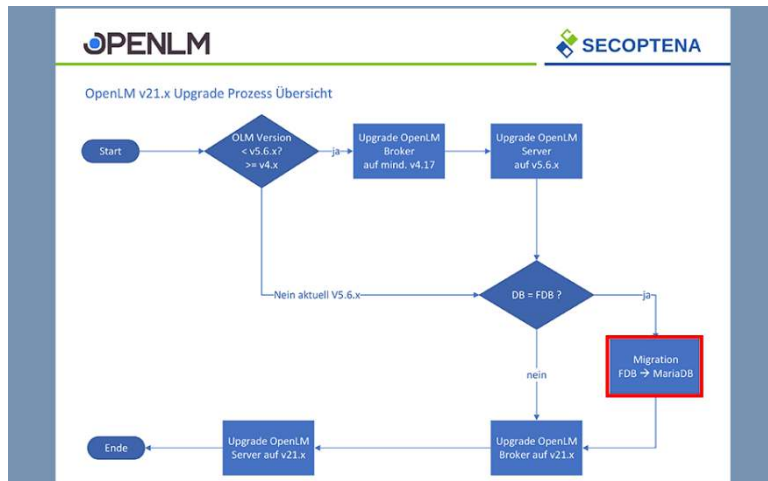 OPENLM
SECOPTENA
OpenLM v21.x Upgrade Prozess Übersicht
Start
OLM Version
< v5.6.x?
>= v4.x
ja
Upgrade OpenLM
Broker
auf mind. v4.17
Upgrade OpenLM
Server
auf v5.6.x
Nein aktuell V5.6.x
DB = FDB ?
ja
Migration
FDB → MariaDB
nein
Upgrade OpenLM
Broker auf v21.x
Upgrade OpenLM
Server auf v21.x
Ende